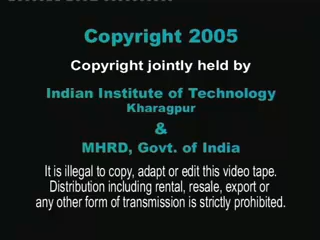 Copyright 2005
Copyright jointly held by
Indian Institute of Technology
Kharagpur
&
MHRD, Govt. of India
It is illegal to copy, adapt or edit this video tape.
Distribution including rental, resale, export or
any other form of transmission is strictly prohibited.